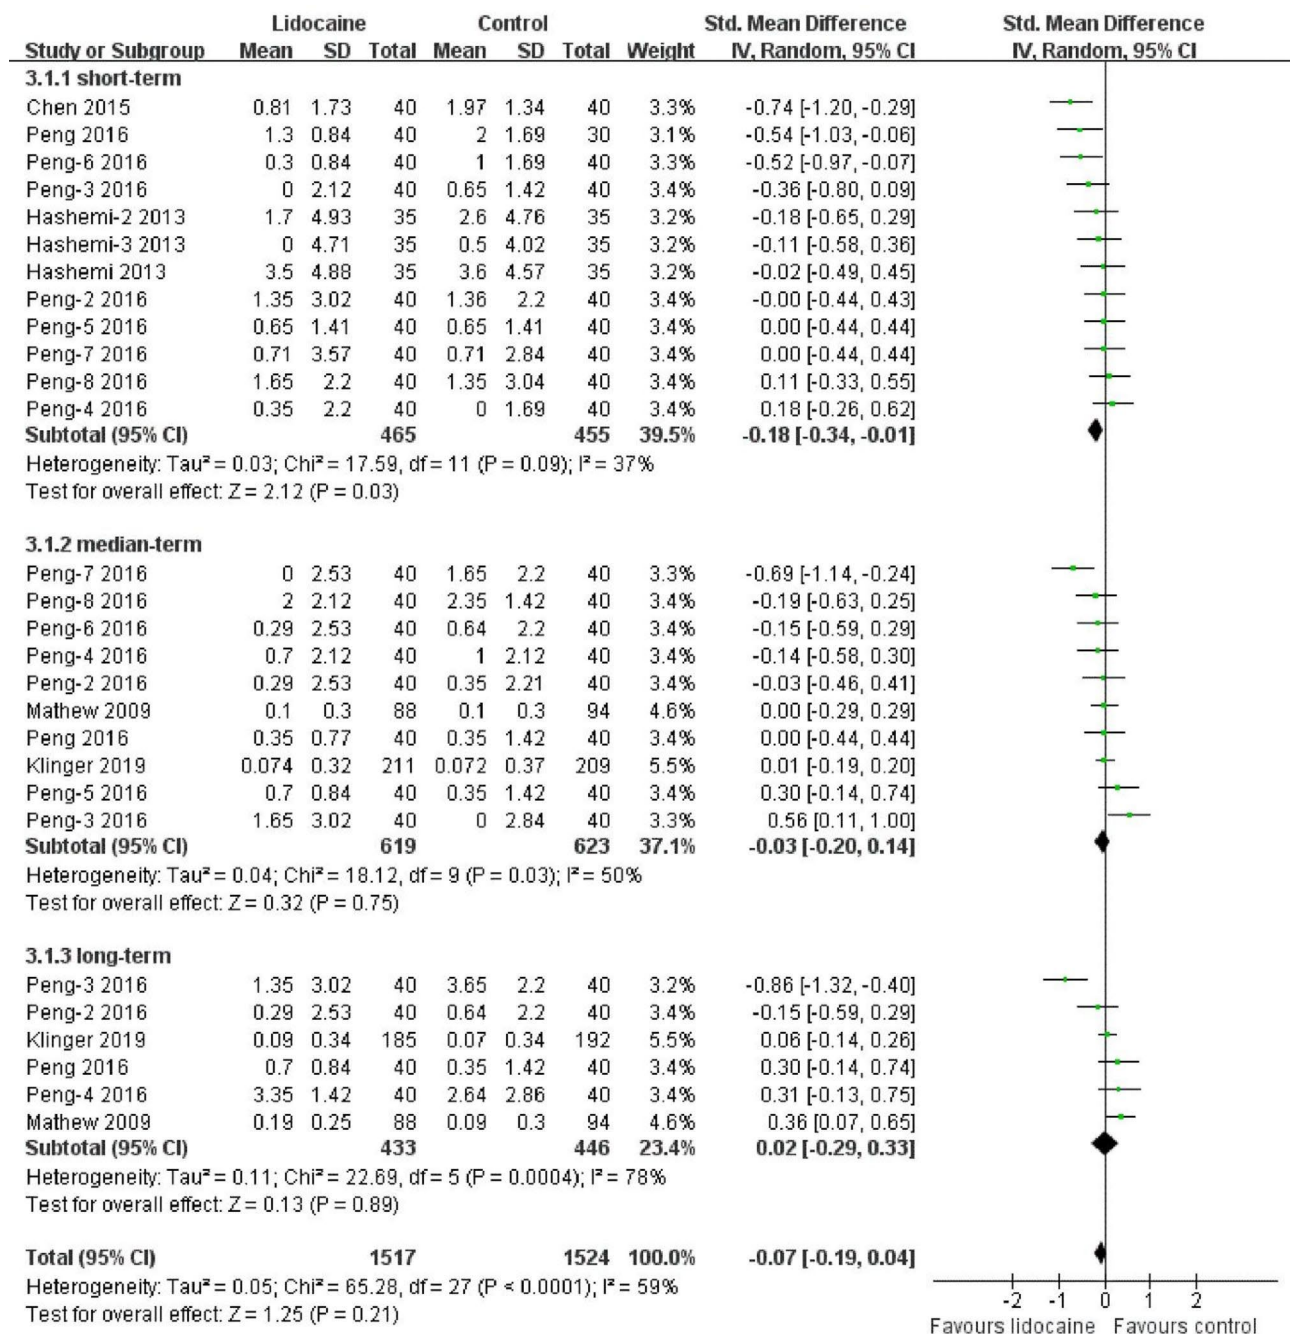 Lidocaine Control Std. Mean Difference Std. Mean Difference
Study or Subgroup Mean SD Total Mean SD Total Weight IV, Random, 95% CI IV, Random, 95% CI
3.1.1 short-term
Chen 2015 0.81 1.73 40 1.97 1.34 40 3.3% -0.74 [-1.20, -0.29]
Peng 2016 1.3 0.84 40 2 1.69 30 3.1% -0.54 [-1.03, -0.06]
Peng-6 2016 0.3 0.84 40 1 1.69 40 3.3% -0.52 [-0.97, -0.07]
Peng-3 2016 0 2.12 40 0.65 1.42 40 3.4% -0.36 [-0.80, 0.09]
Hashemi-2 2013 1.7 4.93 35 2.6 4.76 35 3.2% -0.18 [-0.65, 0.29]
Hashemi-3 2013 0 4.71 35 0.5 4.02 35 3.2% -0.11 [-0.58, 0.36]
Hashemi 2013 3.5 4.88 35 3.6 4.57 35 3.2% -0.02 [-0.49, 0.45]
Peng-2 2016 1.35 3.02 40 1.36 2.2 40 3.4% -0.00 [-0.44, 0.43]
Peng-5 2016 0.65 1.41 40 0.65 1.41 40 3.4% 0.00 [-0.44, 0.44]
Peng-7 2016 0.71 3.57 40 0.71 2.84 40 3.4% 0.00 [-0.44, 0.44]
Peng-8 2016 1.65 2.2 40 1.35 3.04 40 3.4% 0.11 [-0.33, 0.55]
Peng-4 2016 0.35 2.2 40 0 1.69 40 3.4% 0.18 [-0.26, 0.62]
Subtotal (95% CI) 465 455 39.5% -0.18 [-0.34, -0.01]
Heterogeneity: Tau² = 0.03; Chi² = 17.59, df = 11 (P = 0.09); I² = 37%
Test for overall effect: Z = 2.12 (P = 0.03)
3.1.2 median-term
Peng-7 2016 0 2.53 40 1.65 2.2 40 3.3% -0.69 [-1.14, -0.24]
Peng-8 2016 2 2.12 40 2.35 1.42 40 3.4% -0.19 [-0.63, 0.25]
Peng-6 2016 0.29 2.53 40 0.64 2.2 40 3.4% -0.15 [-0.59, 0.29]
Peng-4 2016 0.7 2.12 40 1 2.12 40 3.4% -0.14 [-0.58, 0.30]
Peng-2 2016 0.29 2.53 40 0.35 2.21 40 3.4% -0.03 [-0.46, 0.41]
Mathew 2009 0.1 0.3 88 0.1 0.3 94 4.6% 0.00 [-0.29, 0.29]
Peng 2016 0.35 0.77 40 0.35 1.42 40 3.4% 0.00 [-0.44, 0.44]
Klinger 2019 0.074 0.32 211 0.072 0.37 209 5.5% 0.01 [-0.19, 0.20]
Peng-5 2016 0.7 0.84 40 0.35 1.42 40 3.4% 0.30 [-0.14, 0.74]
Peng-3 2016 1.65 3.02 40 0 2.84 40 3.3% 0.56 [0.11, 1.00]
Subtotal (95% CI) 619 623 37.1% -0.03 [-0.20, 0.14]
Heterogeneity: Tau² = 0.04; Chi² = 18.12, df = 9 (P = 0.03); I² = 50%
Test for overall effect: Z = 0.32 (P = 0.75)
3.1.3 long-term
Peng-3 2016 1.35 3.02 40 3.65 2.2 40 3.2% -0.86 [-1.32, -0.40]
Peng-2 2016 0.29 2.53 40 0.64 2.2 40 3.4% -0.15 [-0.59, 0.29]
Klinger 2019 0.09 0.34 185 0.07 0.34 192 5.5% 0.06 [-0.14, 0.26]
Peng 2016 0.7 0.84 40 0.35 1.42 40 3.4% 0.30 [-0.14, 0.74]
Peng-4 2016 3.35 1.42 40 2.64 2.86 40 3.4% 0.31 [-0.13, 0.75]
Mathew 2009 0.19 0.25 88 0.09 0.3 94 4.6% 0.36 [0.07, 0.65]
Subtotal (95% CI) 433 446 23.4% 0.02 [-0.29, 0.33]
Heterogeneity: Tau² = 0.11; Chi² = 22.69, df = 5 (P = 0.0004); I² = 78%
Test for overall effect: Z = 0.13 (P = 0.89)
Total (95% CI) 1517 1524 100.0% -0.07 [-0.19, 0.04]
Heterogeneity: Tau² = 0.05; Chi² = 65.28, df = 27 (P < 0.0001); I² = 59%
Test for overall effect: Z = 1.25 (P = 0.21)
-2 -1 0 1 2
Favours lidocaine Favours control